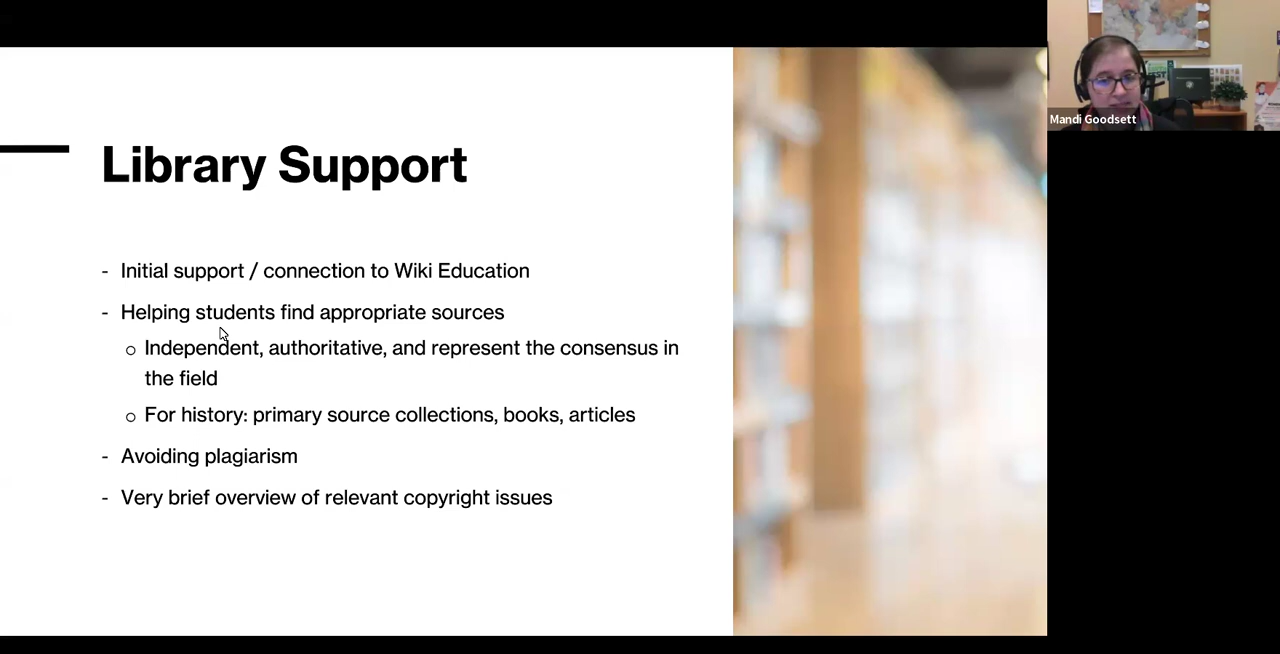 Library Support
- Initial support / connection to Wiki Education
- Helping students find appropriate sources
o Independent, authoritative, and represent the consensus in
the field
o For history: primary source collections, books, articles
- Avoiding plagiarism
- Very brief overview of relevant copyright issues
Mandi Goodsett